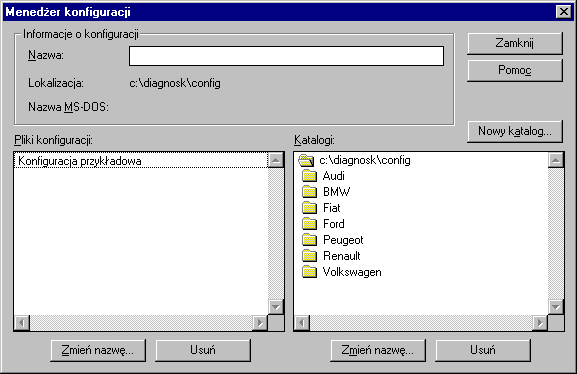 Menedżer konfiguracji
Informacje o konfiguracji
Nazwa:
Zamknij
Lokalizacja: c:\diagnosk\config
Pomoc
Nazwa MS-DOS:
Nowy katalog...
Pliki konfiguracji:
Katalogi:
Konfiguracja przykładowa
c:\diagnosk\config
Audi
BMW
Fiat
Ford
Peugeot
Renault
Volkswagen
Zmień nazwę... Usuń
Zmień nazwę... Usuń